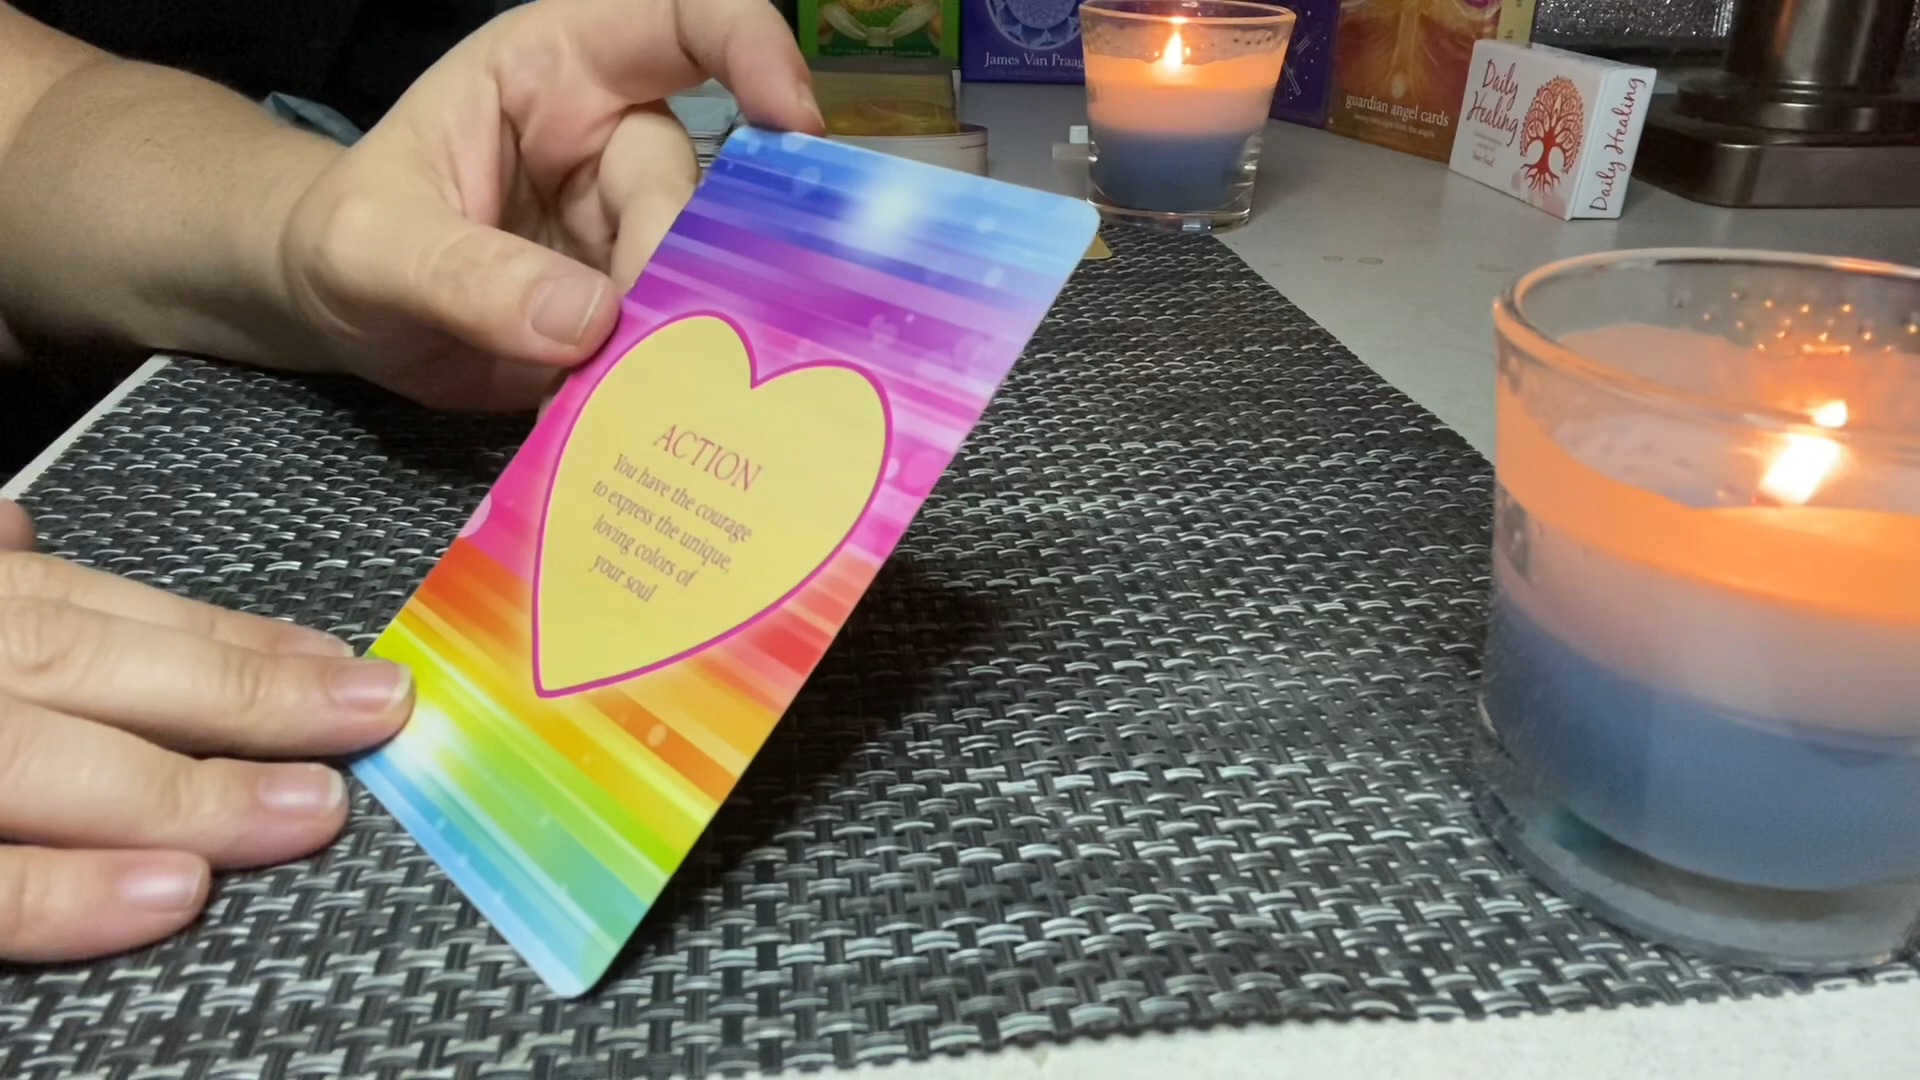 James Van Praag
guardian angel cards
Daily
Healing
Daily Healing
ACTION
You have the courage
to express the unique,
loving colors of
your soul